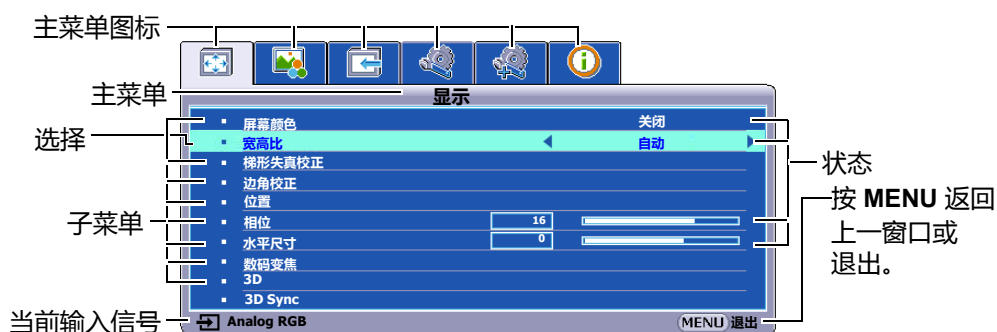 主菜单图标
主菜单
显示
屏幕颜色 关闭
选择
宽高比 自动
梯形失真校正
状态
边角校正
位置
按 MENU 返回
上一窗口或
退出。
子菜单
相位 16
水平尺寸 0
数码变焦
3D
3D Sync
当前输入信号
Analog RGB
MENU 退出